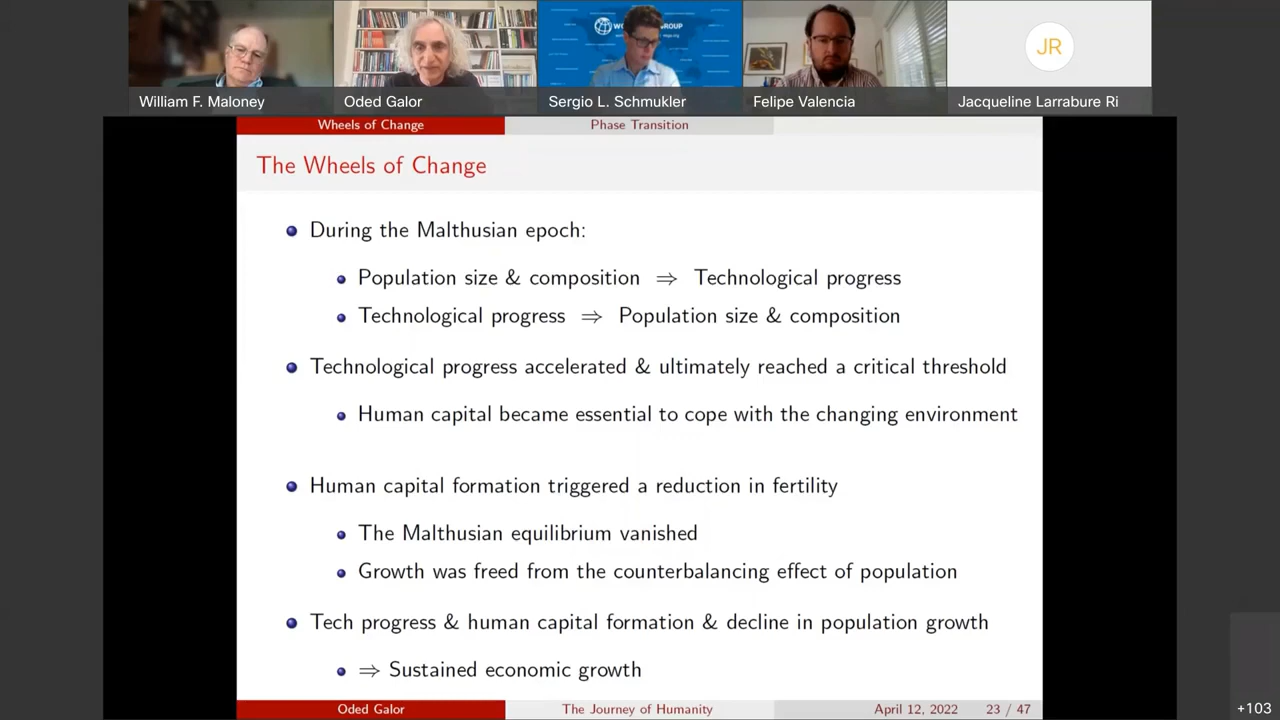 William F. Maloney
Oded Galor
Sergio L. Schmukler
Felipe Valencia
JR
Jacqueline Larrabure Ri
Wheels of Change
Phase Transition
The Wheels of Change
During the Malthusian epoch:
Population size & composition ⇒ Technological progress
Technological progress ⇒ Population size & composition
Technological progress accelerated & ultimately reached a critical threshold
Human capital became essential to cope with the changing environment
Human capital formation triggered a reduction in fertility
The Malthusian equilibrium vanished
Growth was freed from the counterbalancing effect of population
Tech progress & human capital formation & decline in population growth
⇒ Sustained economic growth
Oded Galor
The Journey of Humanity
April 12, 2022
23 / 47
+103